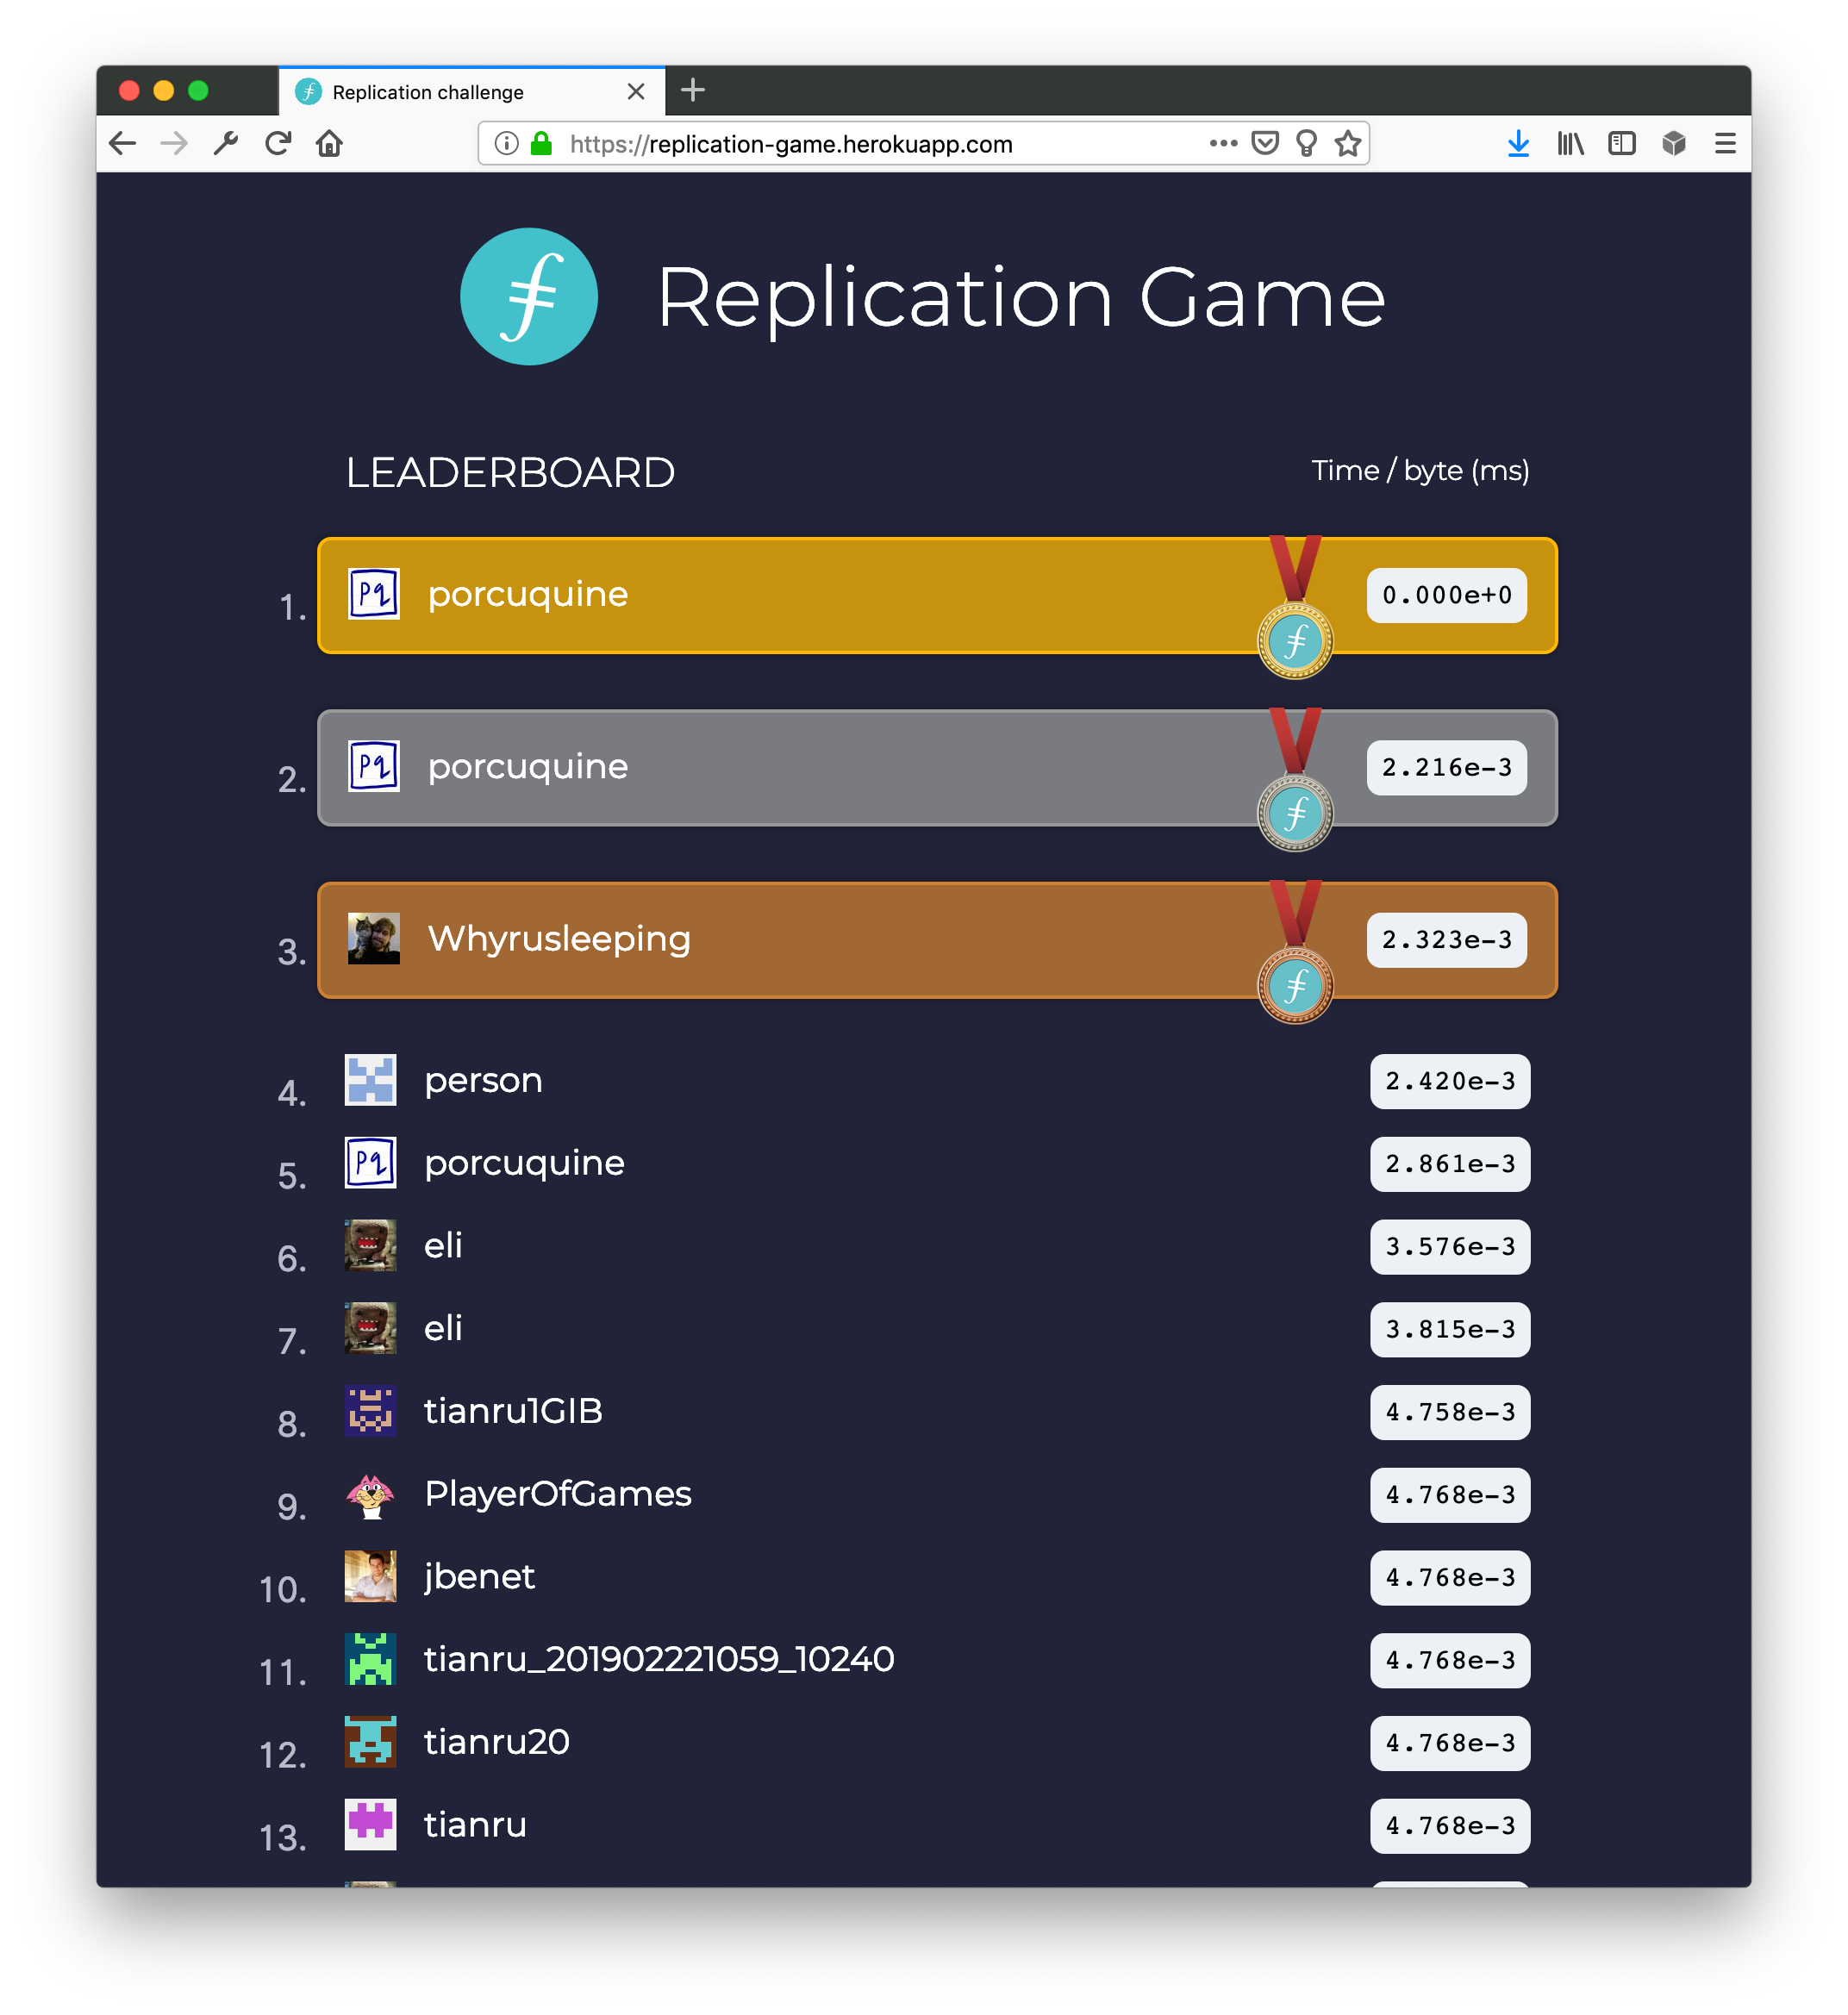 Replication challenge
https://replication-game.herokuapp.com
Replication Game
LEADERBOARD
Time / byte (ms)
1. Pq porcuquine 0.000e+0
2. Pq porcuquine 2.216e-3
3. Whyrusleeping 2.323e-3
4. person 2.420e-3
5. Pq porcuquine 2.861e-3
6. eli 3.576e-3
7. eli 3.815e-3
8. tianru1GIB 4.758e-3
9. PlayerOfGames 4.768e-3
10. jbenet 4.768e-3
11. tianru_201902221059_10240 4.768e-3
12. tianru20 4.768e-3
13. tianru 4.768e-3